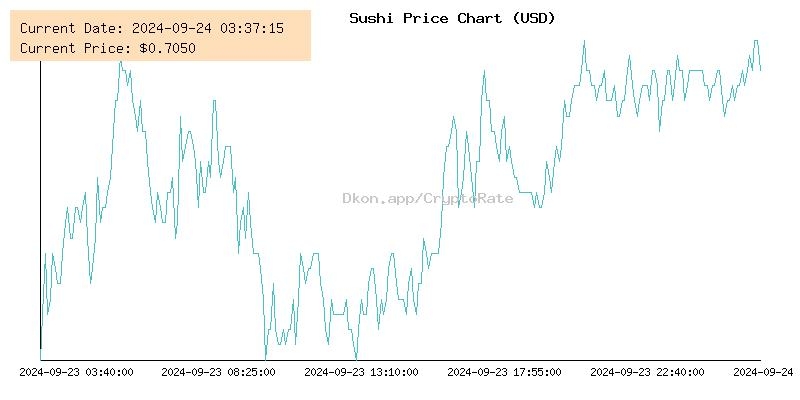 Sushi Price Chart (USD)
Current Date: 2024-09-24 03:37:15
Current Price: $0.7050
Dkon.app/CryptoRate
2024-09-23 03:40:00 2024-09-23 08:25:00 2024-09-23 13:10:00 2024-09-23 17:55:00 2024-09-23 22:40:00 2024-09-24